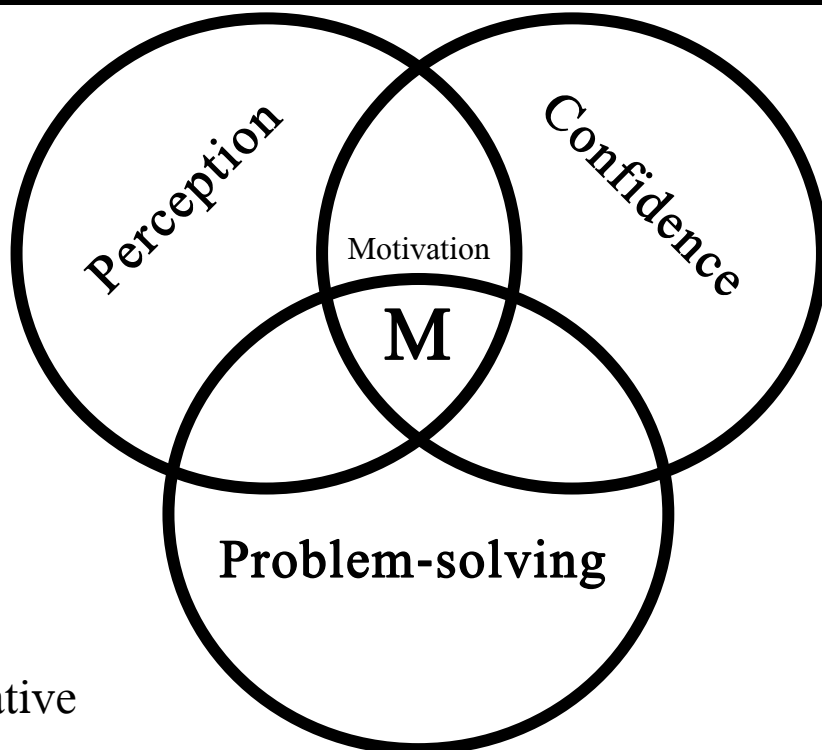 Perception
Confidence
Motivation
M
Problem-solving